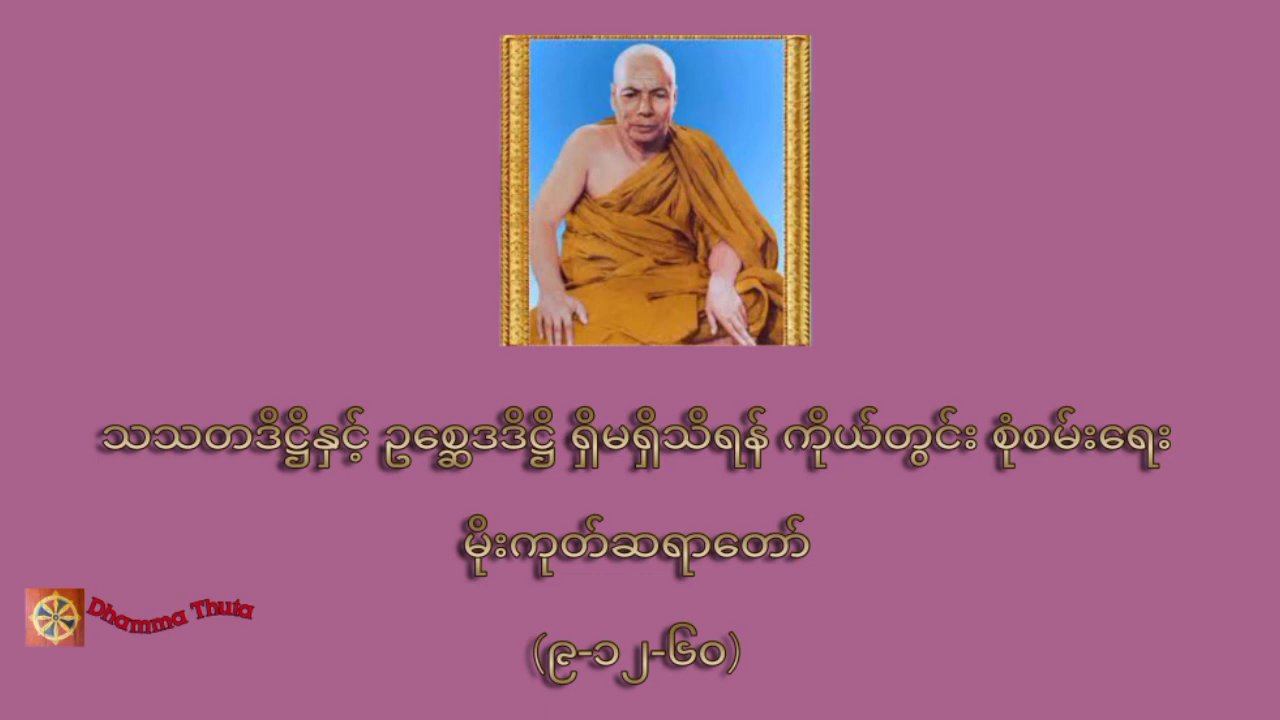 သသတဒိဋ္ဌိနှင့် ဥစ္ဆေဒဒိဋ္ဌိ ရှိမရှိသိရန် ကိုယ်တွင်း စုံစမ်းရေး
မိုးကုတ်ဆရာတော်
Dhamma Thuta
(၉-၁၂-၆၀)